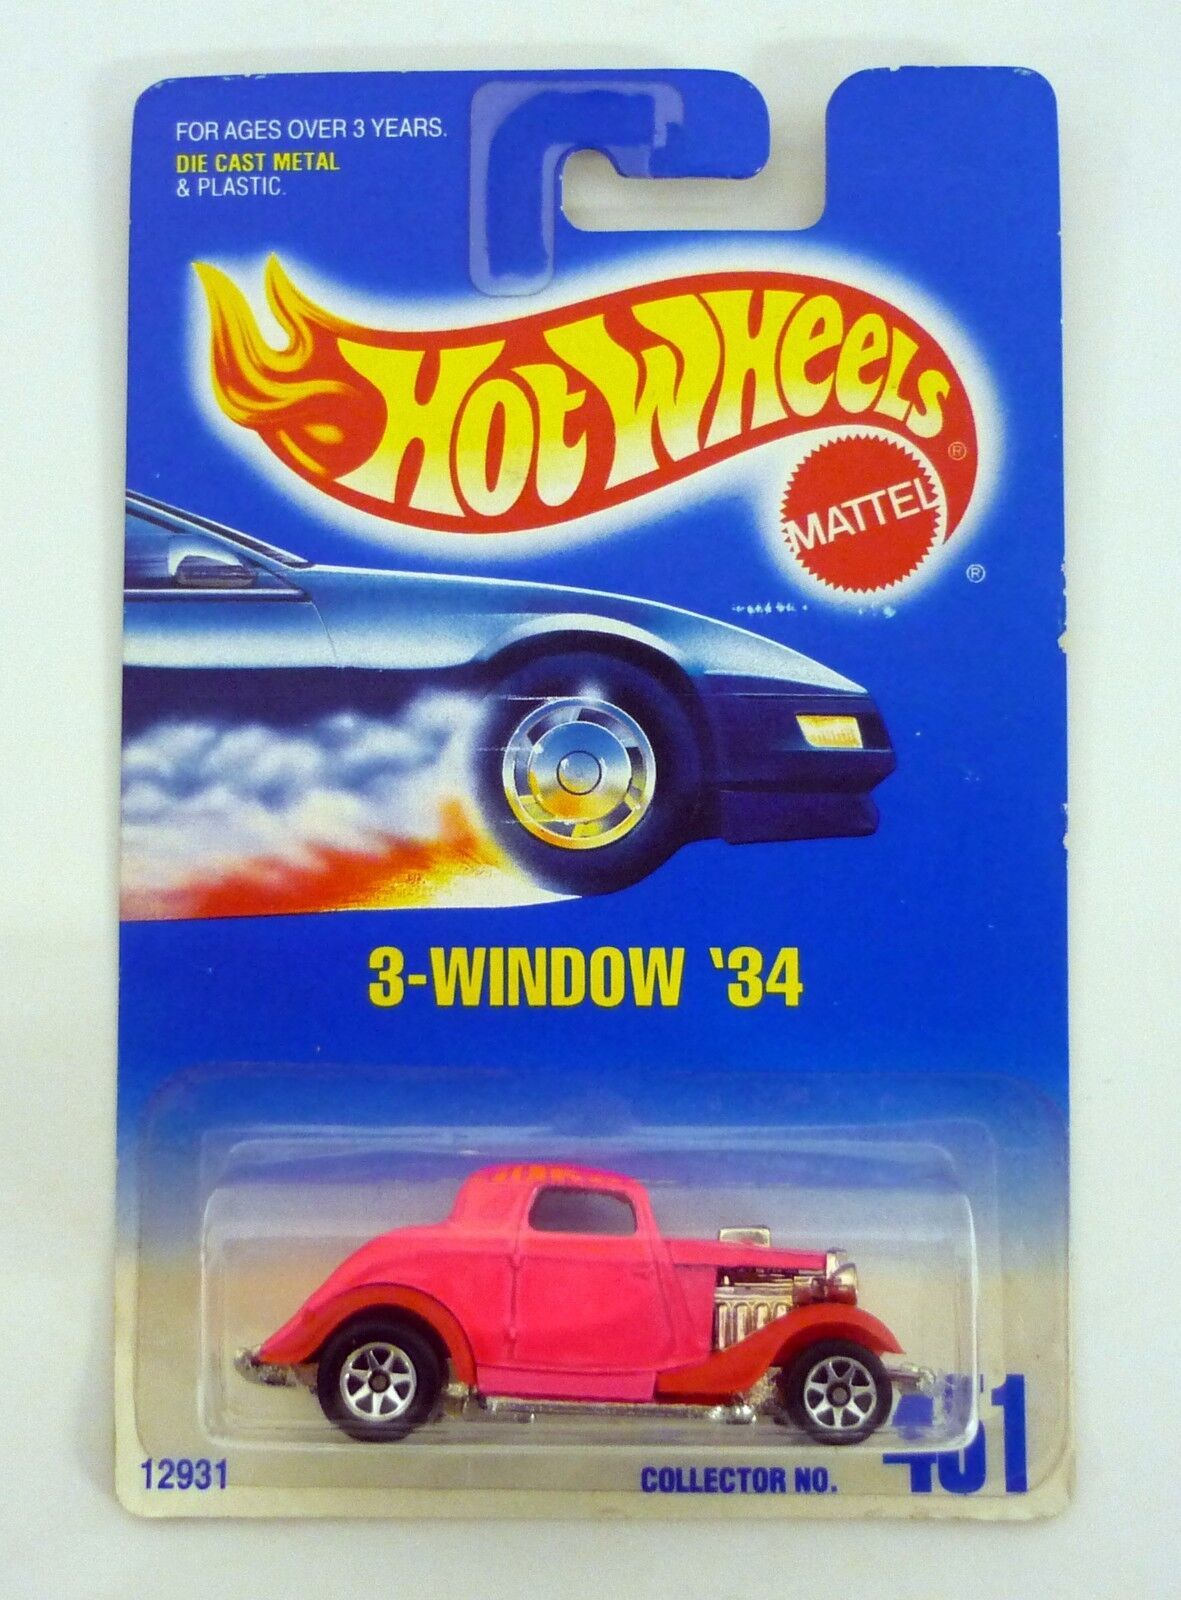 FOR AGES OVER 3 YEARS.
DIE CAST METAL
& PLASTIC.
HOT WHEELS ®
MATTEL
®
3-WINDOW '34
12931
COLLECTOR NO.